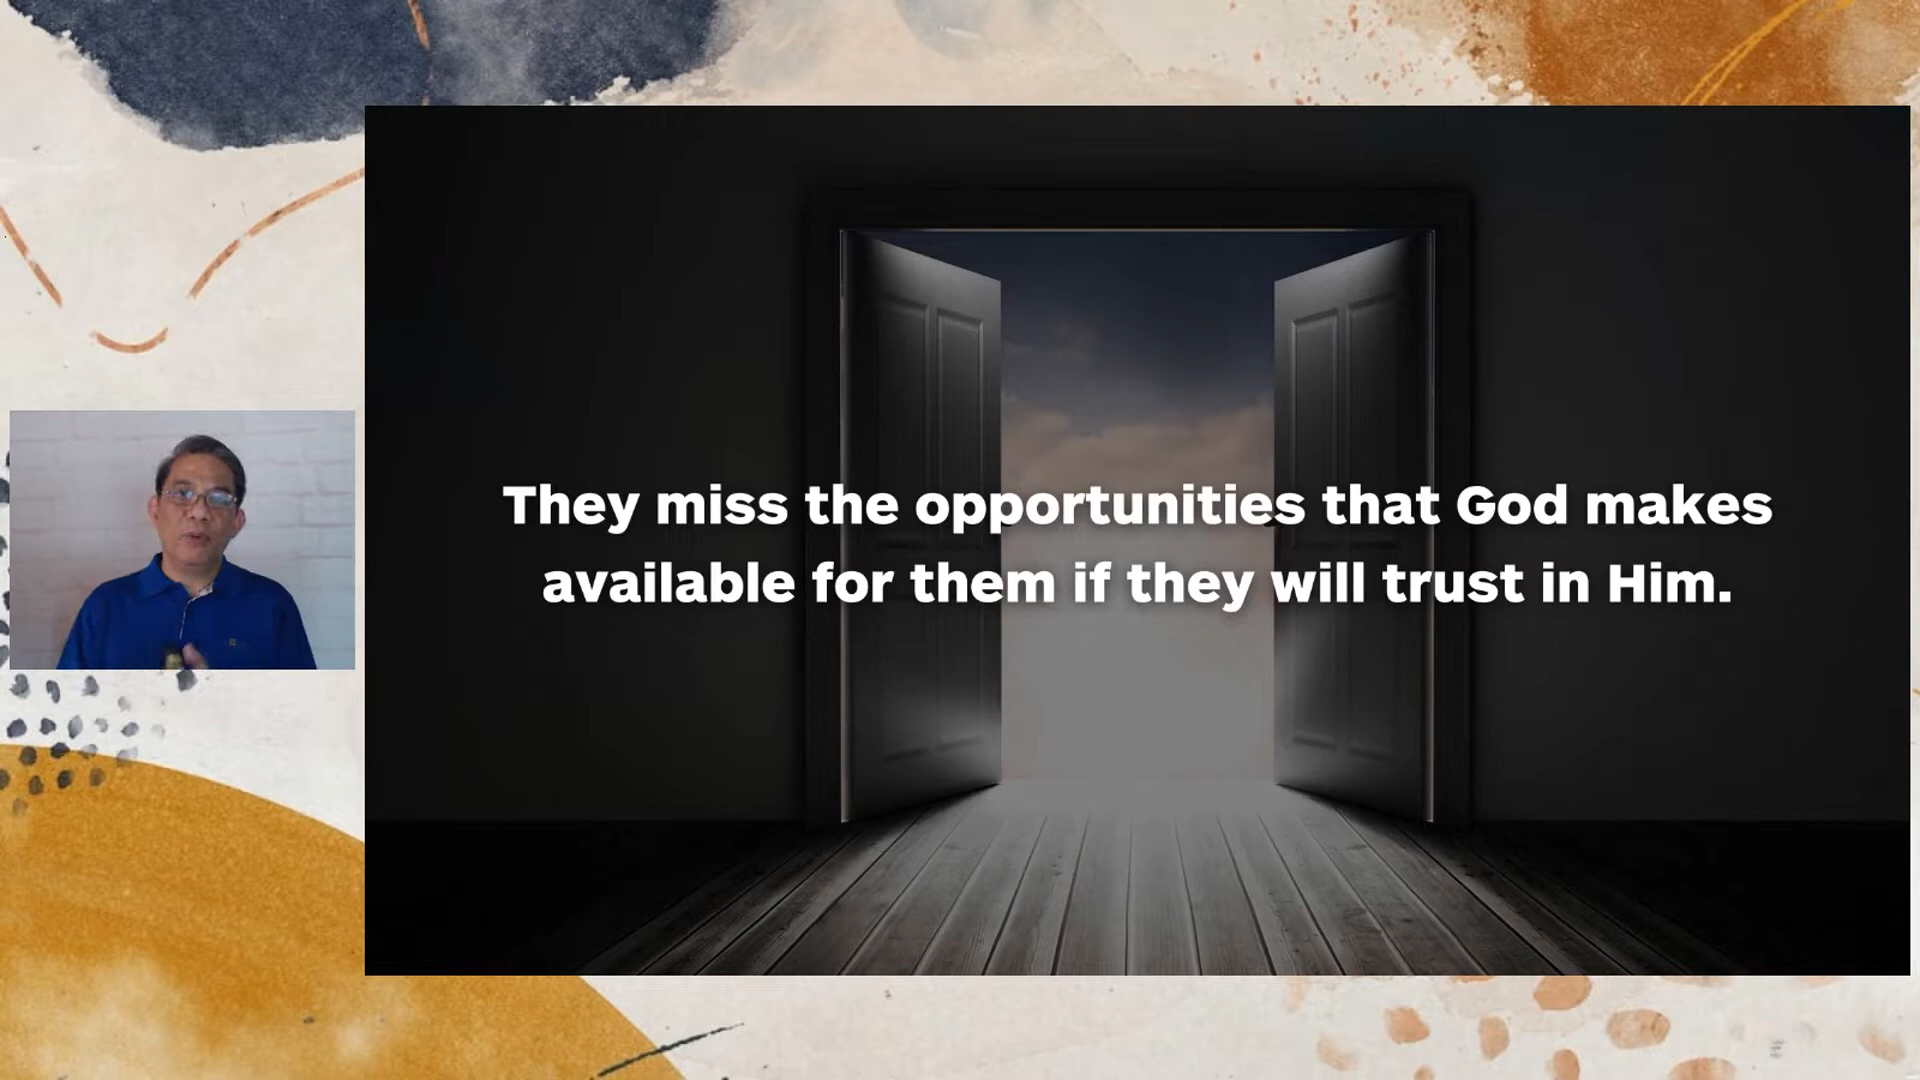 They miss the opportunities that God makes
available for them if they will trust in Him.